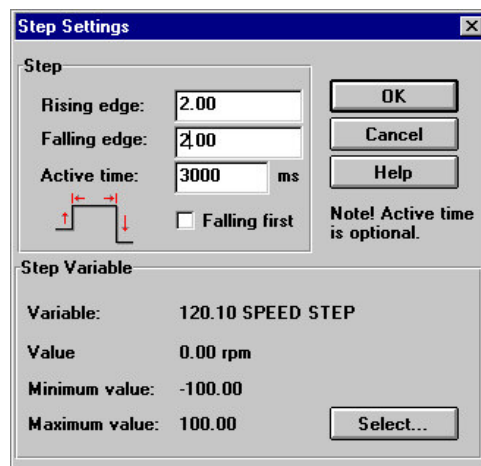 Step Settings
Step
Rising edge: 2.00
Falling edge: 2.00
Active time: 3000 ms
Falling first
OK
Cancel
Help
Note! Active time
is optional.
Step Variable
Variable: 120.10 SPEED STEP
Value 0.00 rpm
Minimum value: -100.00
Maximum value: 100.00
Select...